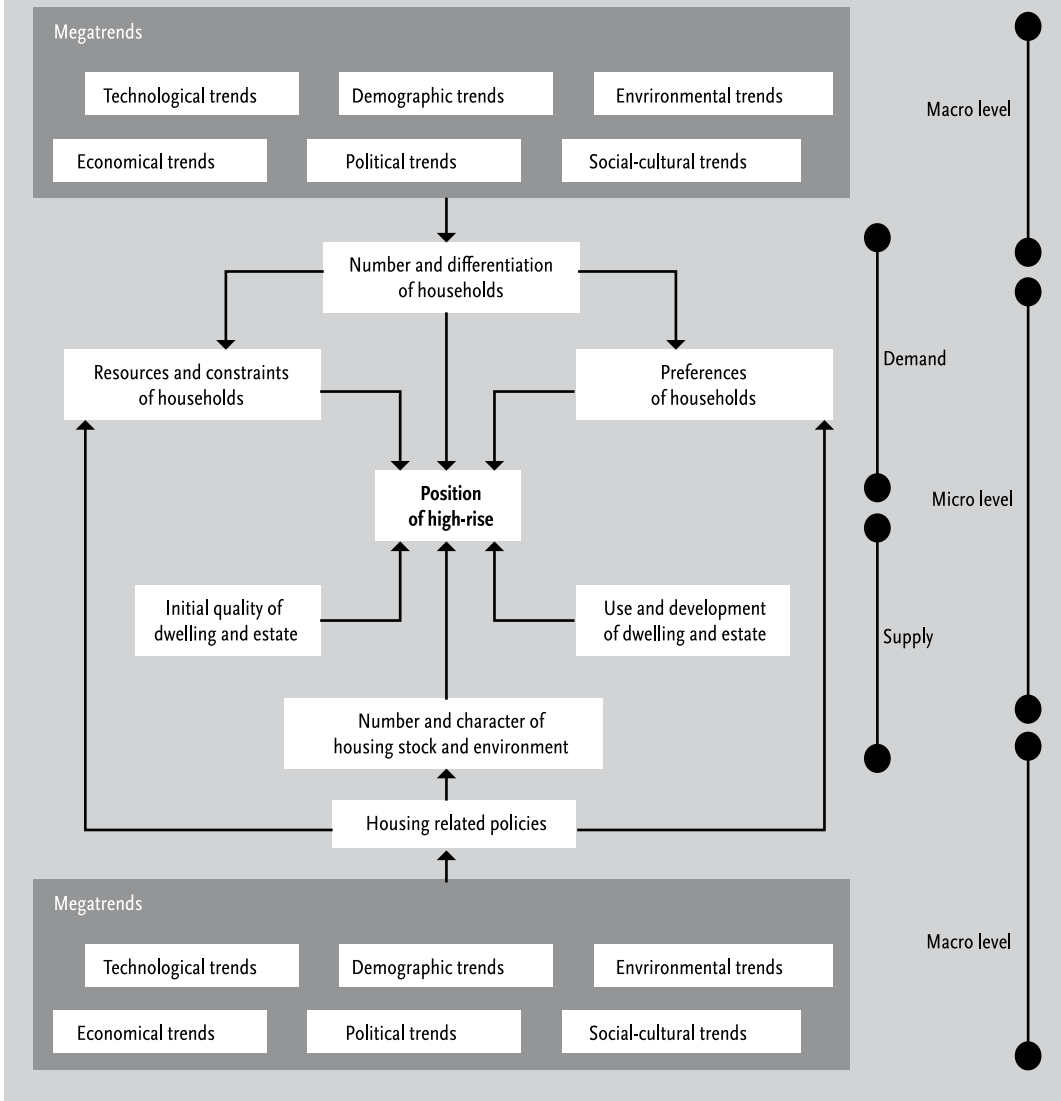 Megatrends
Technological trends
Demographic trends
Envrironmental trends
Macro level
Economical trends
Political trends
Social-cultural trends
Number and differentiation
of households
Resources and constraints
of households
Preferences
of households
Demand
Position
of high-rise
Micro level
Initial quality of
dwelling and estate
Use and development
of dwelling and estate
Supply
Number and character of
housing stock and environment
Housing related policies
Megatrends
Technological trends
Demographic trends
Envrironmental trends
Macro level
Economical trends
Political trends
Social-cultural trends